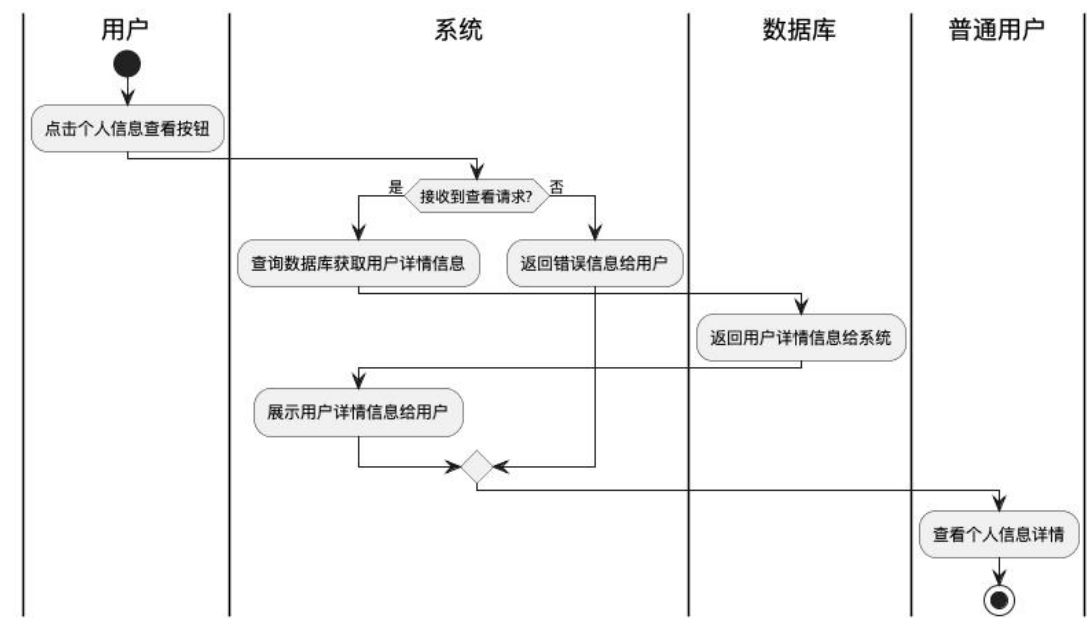 用户
系统
数据库
普通用户
点击个人信息查看按钮
是
接收到查看请求?
否
查询数据库获取用户详情信息
返回错误信息给用户
返回用户详情信息给系统
展示用户详情信息给用户
查看个人信息详情